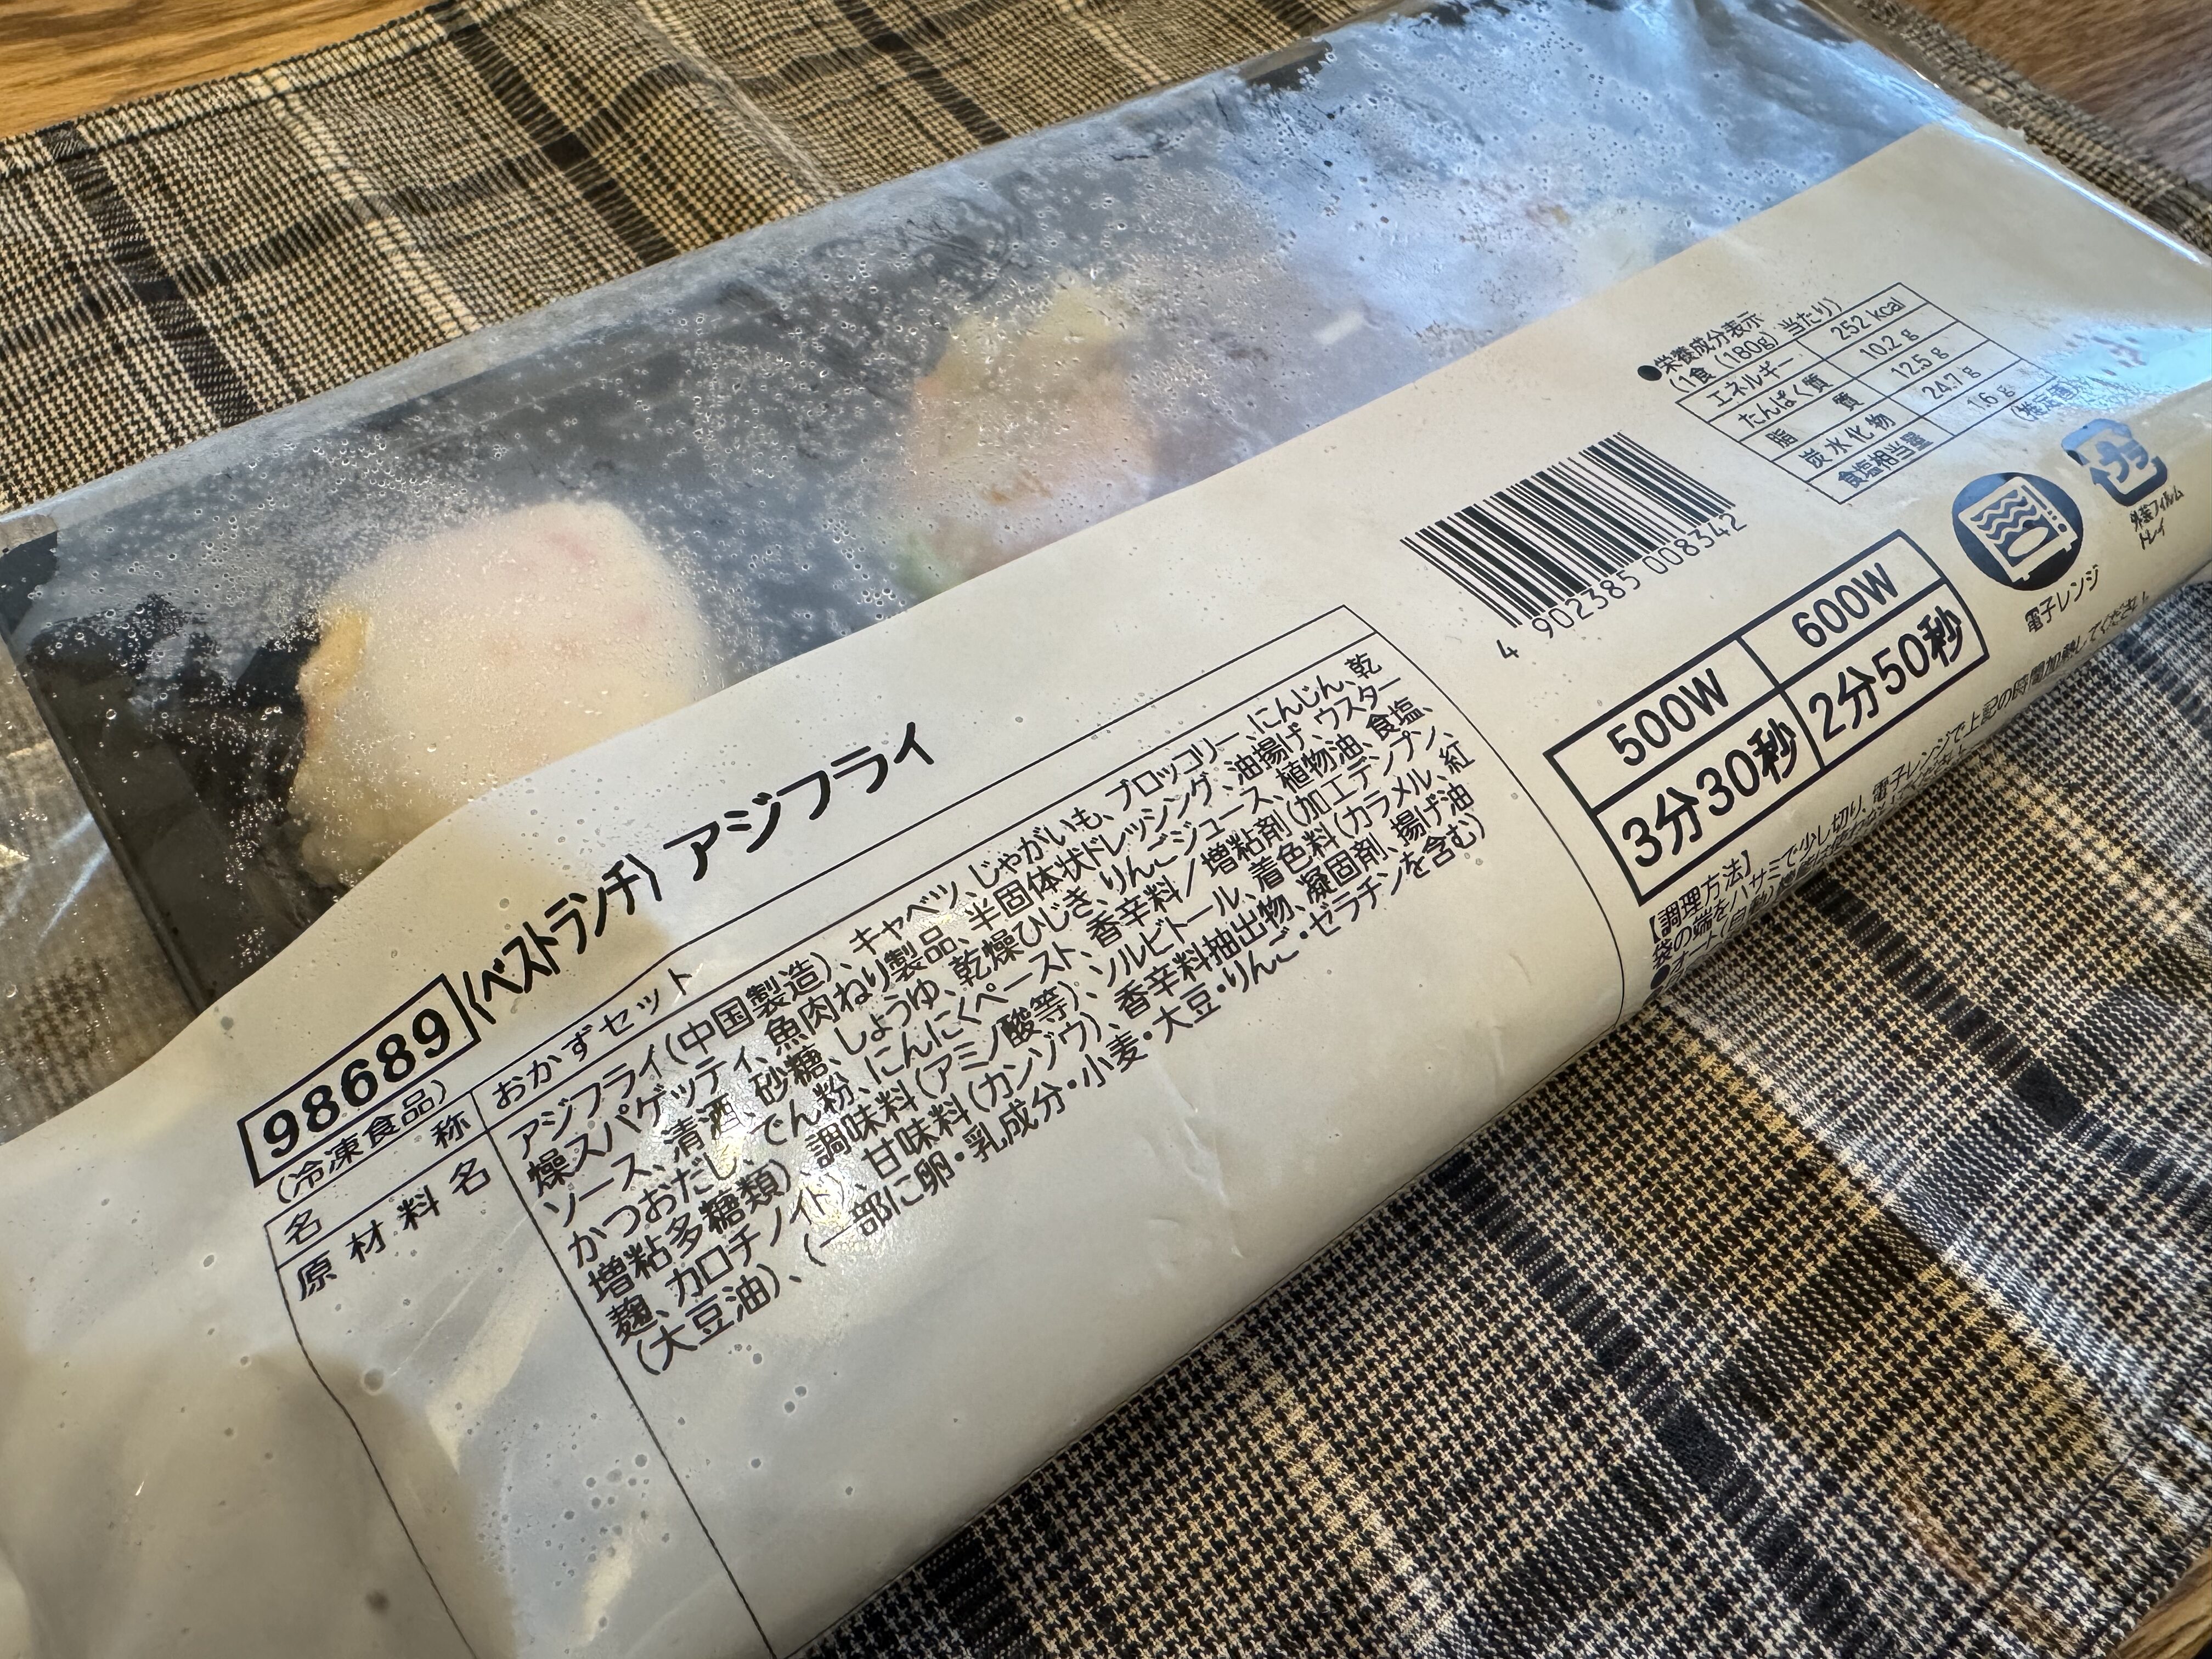 98689 (ベストランチ) アジフライ
(冷凍食品)
名 称 おかずセット
原材料名 アジフライ(中国製造)、キャベツ、じゃがいも、ブロッコリー、にんじん、乾
燥スパゲッティ、魚肉ねり製品、半固体状ドレッシング、油揚げ、ウスター
ソース、清酒、砂糖、しょうゆ、乾燥ひじき、りんごジュース、植物油、食塩、
かつおだし、でん粉、にんにくペースト、香辛料/増粘剤(加工デンプン、
増粘多糖類)、調味料(アミノ酸等)、ソルビトール、着色料(カラメル、紅
麹、カロチノイド)、甘味料(カンゾウ)、香辛料抽出物、凝固剤、揚げ油
(大豆油)、(一部に卵・乳成分・小麦・大豆・りんご・ゼラチンを含む)
4 902385 008342
●栄養成分表示
(1食(180g)当たり)
エネルギー 252 kcal
たんぱく質 10.2 g
脂 質 12.5 g
炭水化物 24.7 g
食塩相当量 1.6 g
(推定値)
500W 600W
3分30秒 2分50秒
電子レンジ
プラ
外装フィルム
トレイ
【調理方法】
袋の端をハサミで少し切り、電子レンジで上記の時間加熱してください。
●オート(自動)